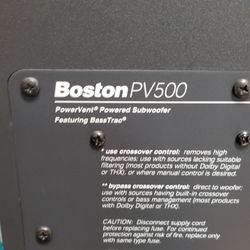 BostonPV500
PowerVent® Powered Subwoofer
Featuring BassTrac®
* use crossover control: removes high
frequencies: use with sources lacking suitable
filtering (most products without Dolby Digital
or THX), or where manual control is desired.
** bypass crossover control: direct to woofer:
use with sources having built-in crossover
controls or bass management (most products
with Dolby Digital or THX).
CAUTION: Disconnect supply cord
before replacing fuse. For continued
protection against risk of fire, replace only
with same type fuse.